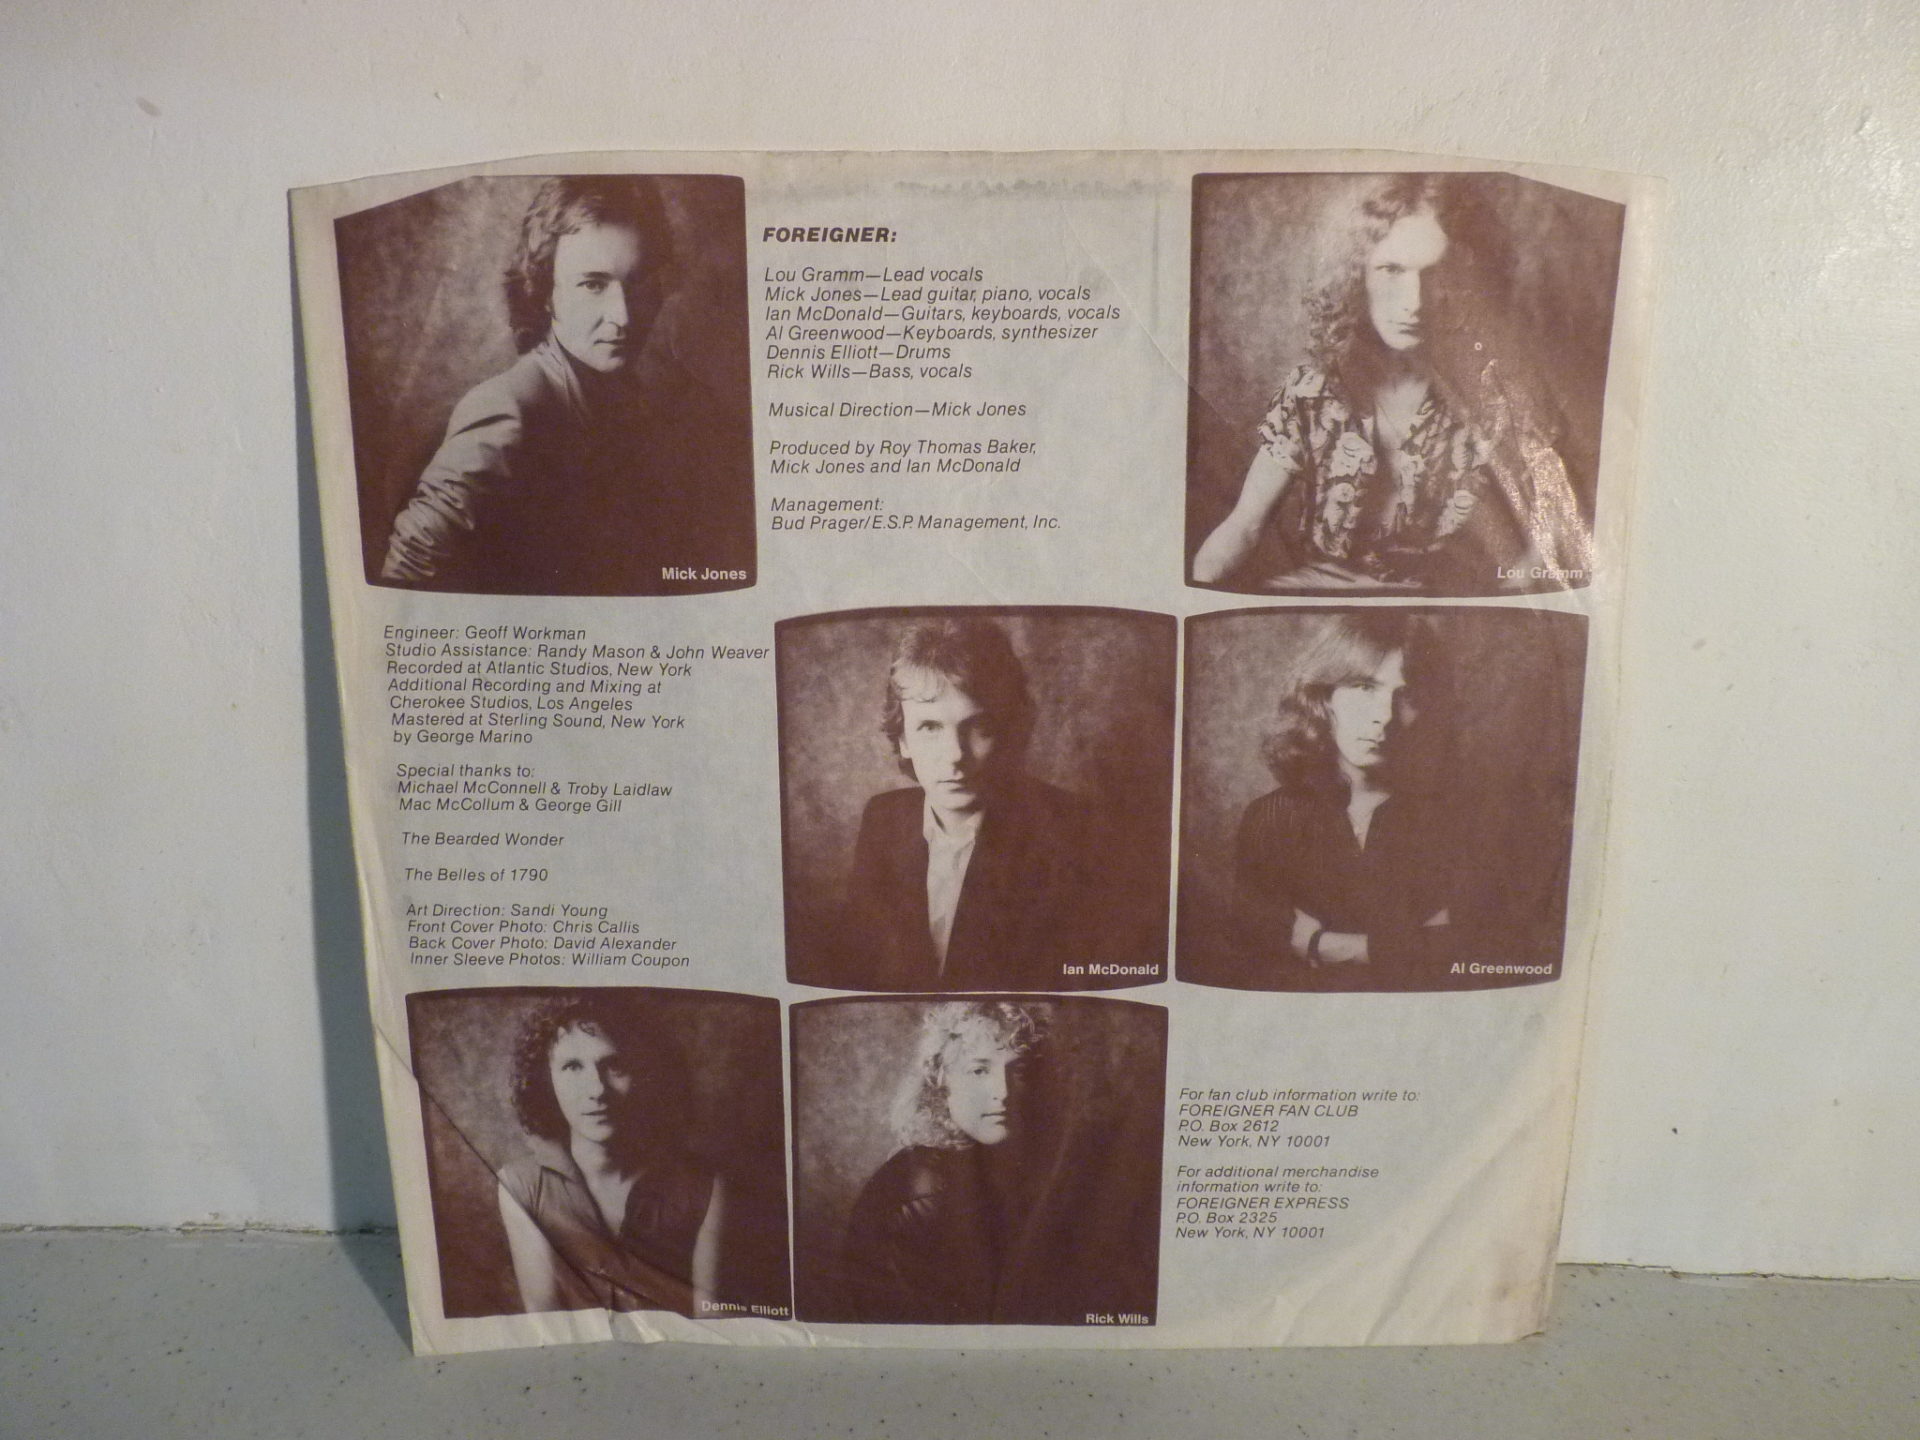 FOREIGNER:
Lou Gramm—Lead vocals
Mick Jones—Lead guitar, piano, vocals
Ian McDonald—Guitars, keyboards, vocals
Al Greenwood—Keyboards, synthesizer
Dennis Elliott—Drums
Rick Wills—Bass, vocals
Musical Direction—Mick Jones
Produced by Roy Thomas Baker,
Mick Jones and Ian McDonald
Management:
Bud Prager/E.S.P. Management, Inc.
Mick Jones
Lou Gramm
Engineer: Geoff Workman
Studio Assistance: Randy Mason & John Weaver
Recorded at Atlantic Studios, New York
Additional Recording and Mixing at
Cherokee Studios, Los Angeles
Mastered at Sterling Sound, New York
by George Marino
Special thanks to:
Michael McConnell & Troby Laidlaw
Mac McCollum & George Gill
The Bearded Wonder
The Belles of 1790
Art Direction: Sandi Young
Front Cover Photo: Chris Callis
Back Cover Photo: David Alexander
Inner Sleeve Photos: William Coupon
Ian McDonald
Al Greenwood
Dennis Elliott
Rick Wills
For fan club information write to:
FOREIGNER FAN CLUB
P.O. Box 2612
New York, NY 10001
For additional merchandise
information write to:
FOREIGNER EXPRESS
P.O. Box 2325
New York, NY 10001